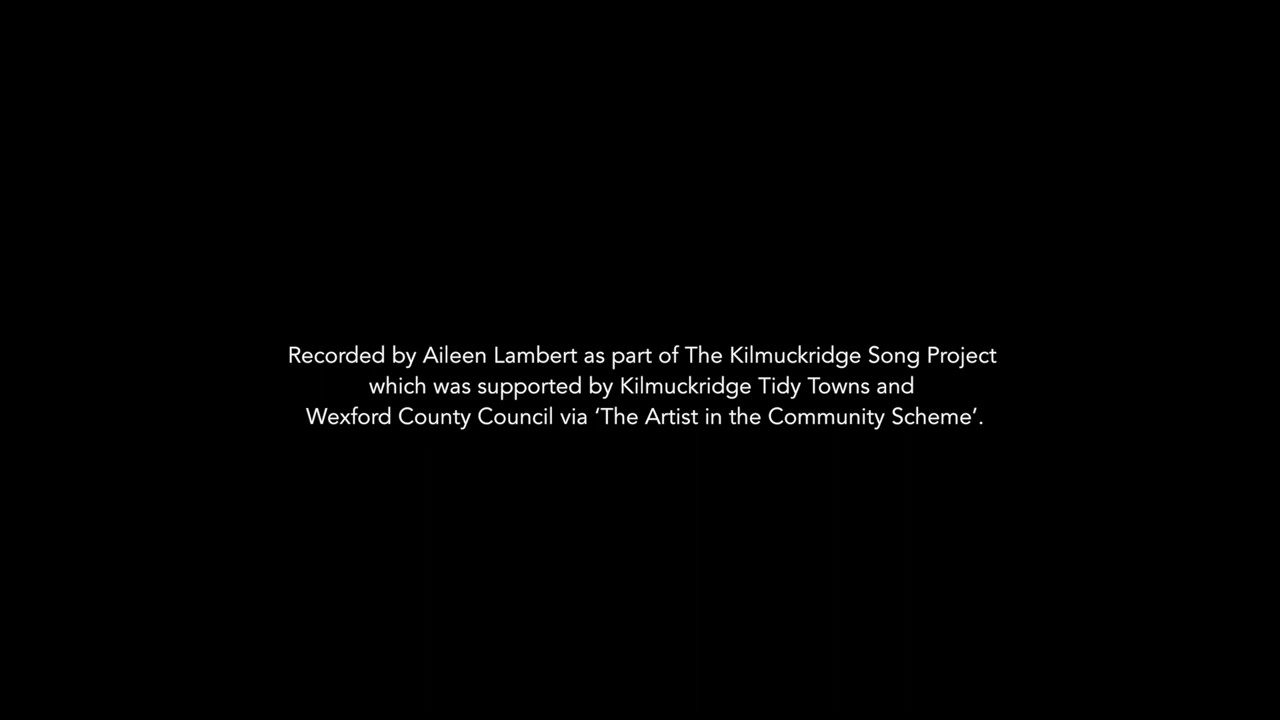 Recorded by Aileen Lambert as part of The Kilmuckridge Song Project
which was supported by Kilmuckridge Tidy Towns and
Wexford County Council via ‘The Artist in the Community Scheme’.